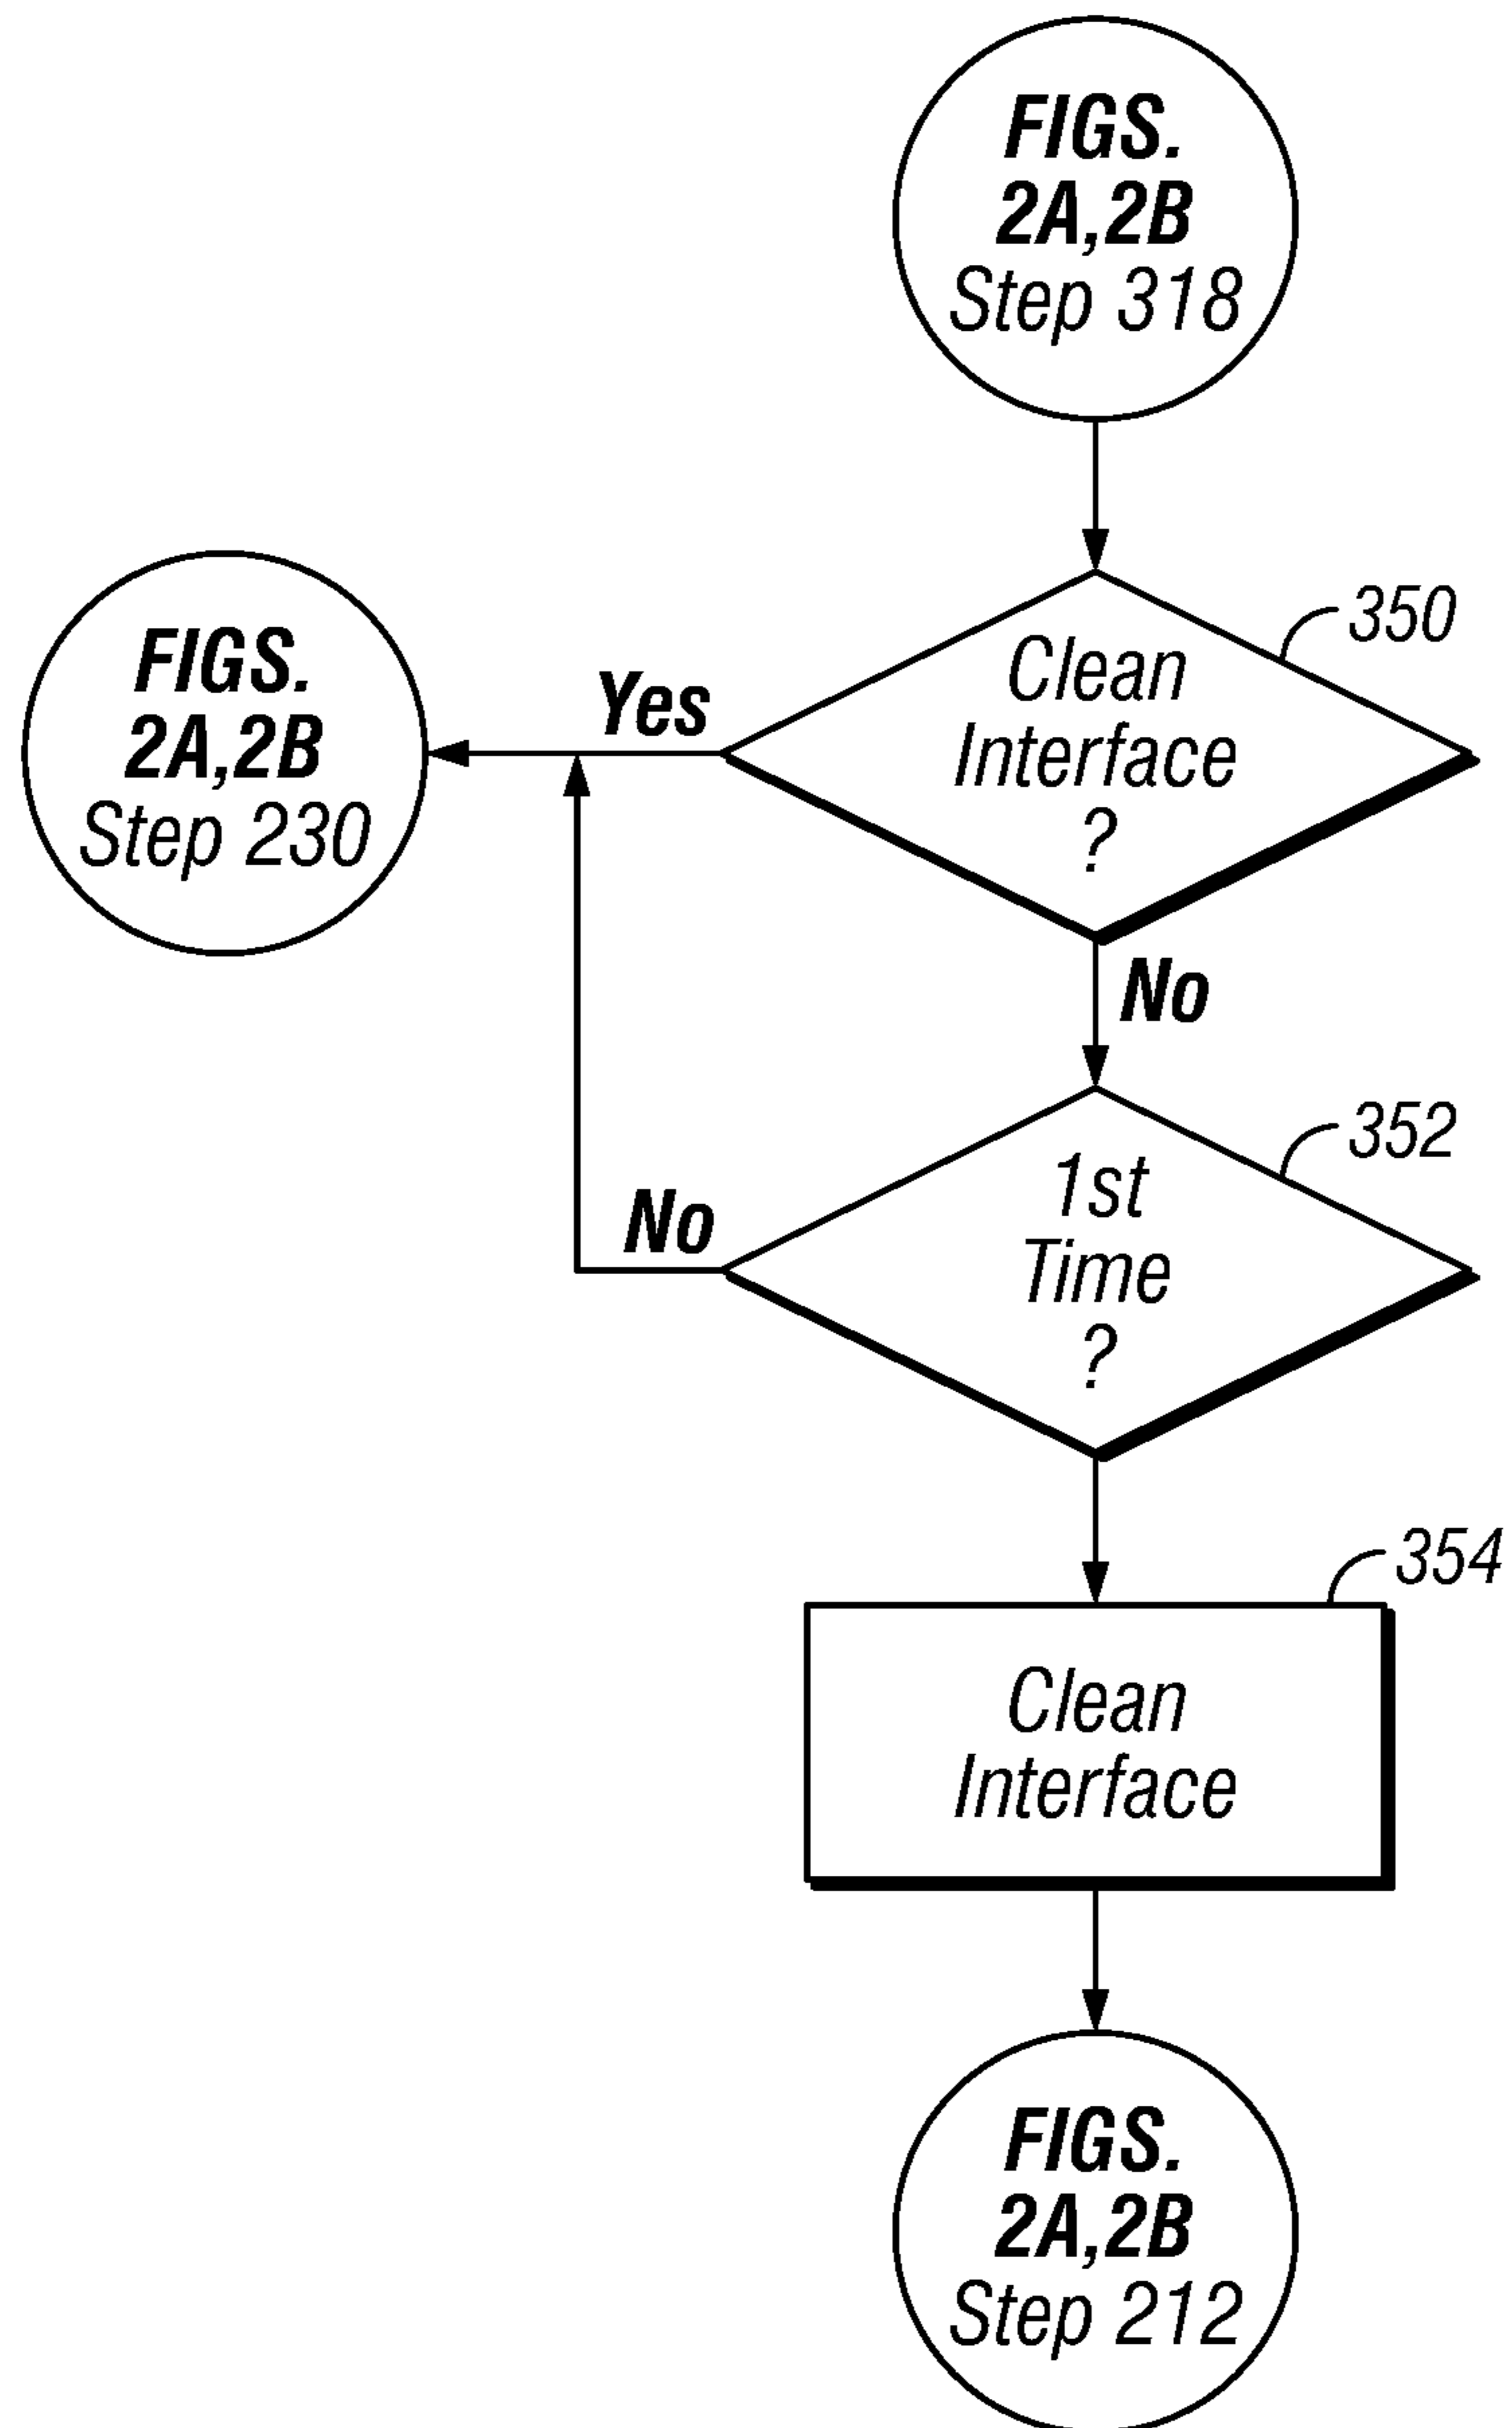 FIGS.
2A,2B
Step 318
350
Clean
Interface
?
Yes
FIGS.
2A,2B
Step 230
No
352
1st
Time
?
No
354
Clean
Interface
FIGS.
2A,2B
Step 212